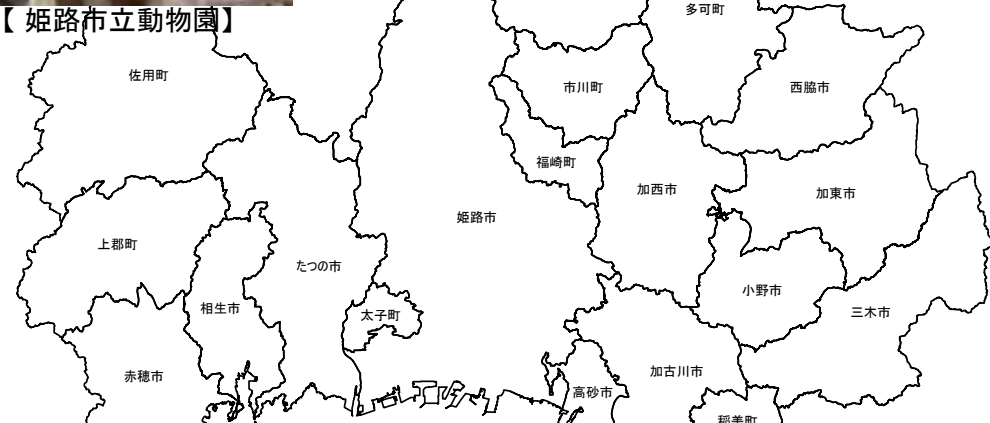 【 姫路市立動物園】
多可町
佐用町
市川町
西脇市
福崎町
加西市
加東市
姫路市
上郡町
たつの市
小野市
相生市
太子町
三木市
赤穂市
加古川市
高砂市
稲美町